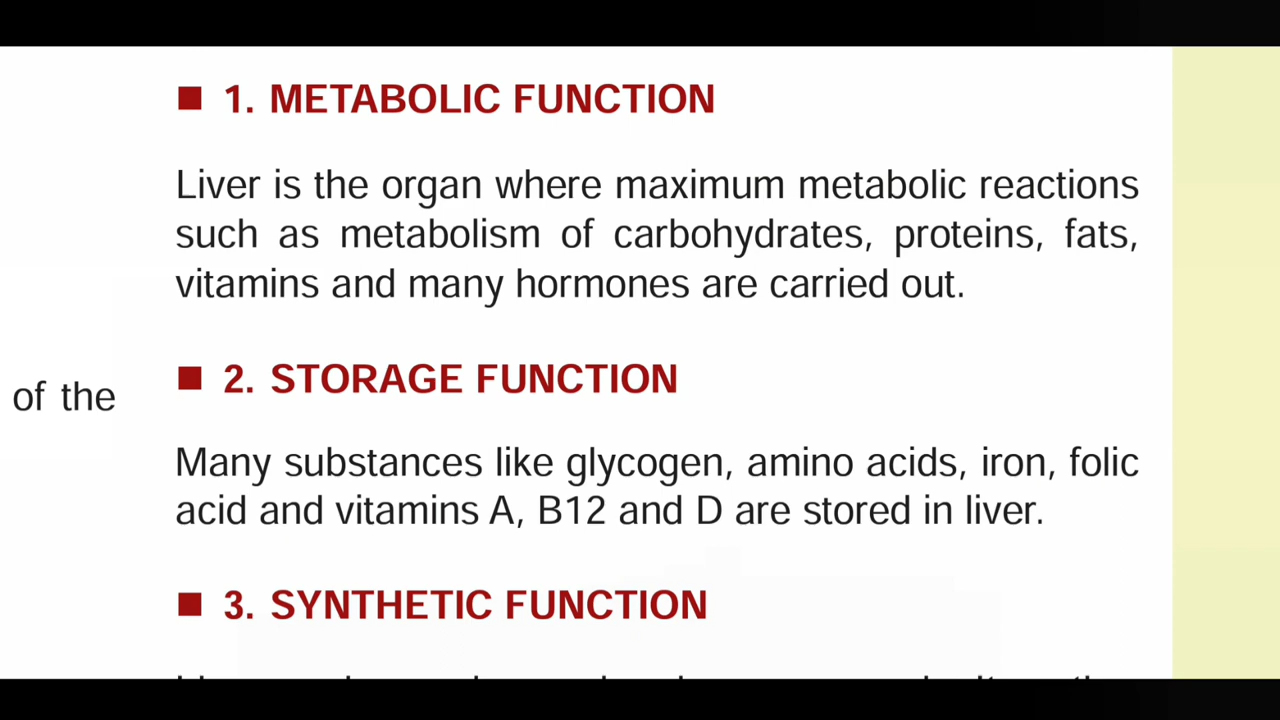 1. METABOLIC FUNCTION
Liver is the organ where maximum metabolic reactions
such as metabolism of carbohydrates, proteins, fats,
vitamins and many hormones are carried out.
2. STORAGE FUNCTION
of the
Many substances like glycogen, amino acids, iron, folic
acid and vitamins A, B12 and D are stored in liver.
3. SYNTHETIC FUNCTION